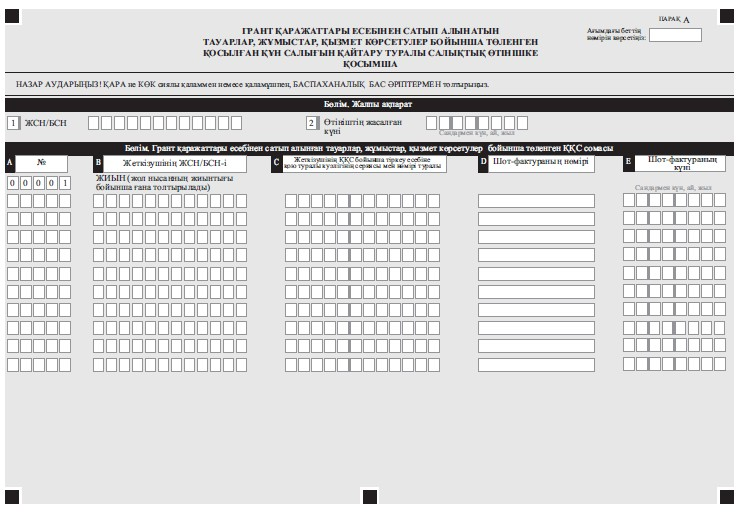 ПАРАҚ А
ГРАНТ ҚАРАЖАТТАРЫ ЕСЕБІНЕН САТЫП АЛЫНАТЫН
ТАУАРЛАР, ЖҰМЫСТАР, ҚЫЗМЕТ КӨРСЕТУЛЕР БОЙЫНША ТӨЛЕНГЕН
ҚОСЫЛҒАН ҚҰН САЛЫҒЫН ҚАЙТАРУ ТУРАЛЫ САЛЫҚТЫҚ ӨТІНІШКЕ
ҚОСЫМША
Ағымдағы беттің
нөмірін көрсетіңіз:
НАЗАР АУДАРЫҢЫЗ! ҚАРА не КӨК сиялы қаламмен немесе қаламұшпен, БАСПАХАНАЛЫҚ БАС ӘРІПТЕРМЕН толтырыңыз.
Бөлім. Жалпы ақпарат
1 ЖСН/БСН
2 Өтініштің жасалған
күні
Сандармен күн, ай, жыл
Бөлім. Грант қаражаттары есебінен сатып алынған тауарлар, жұмыстар, қызмет көрсетулер бойынша төленген ҚҚС сомасы
A №
B Жеткізушінің ЖСН/БСН-і
C Жеткізушінің ҚҚС бойынша тіркеу есебіне
қою туралы куәлігінің сериясы мен нөмірі туралы
D Шот-фактураның нөмірі
E Шот-фактураның
күні
0 0 0 0 1
ЖИЫН (жол нысанның жиынтығы
бойынша ғана толтырылады)
Сандармен күн, ай, жыл